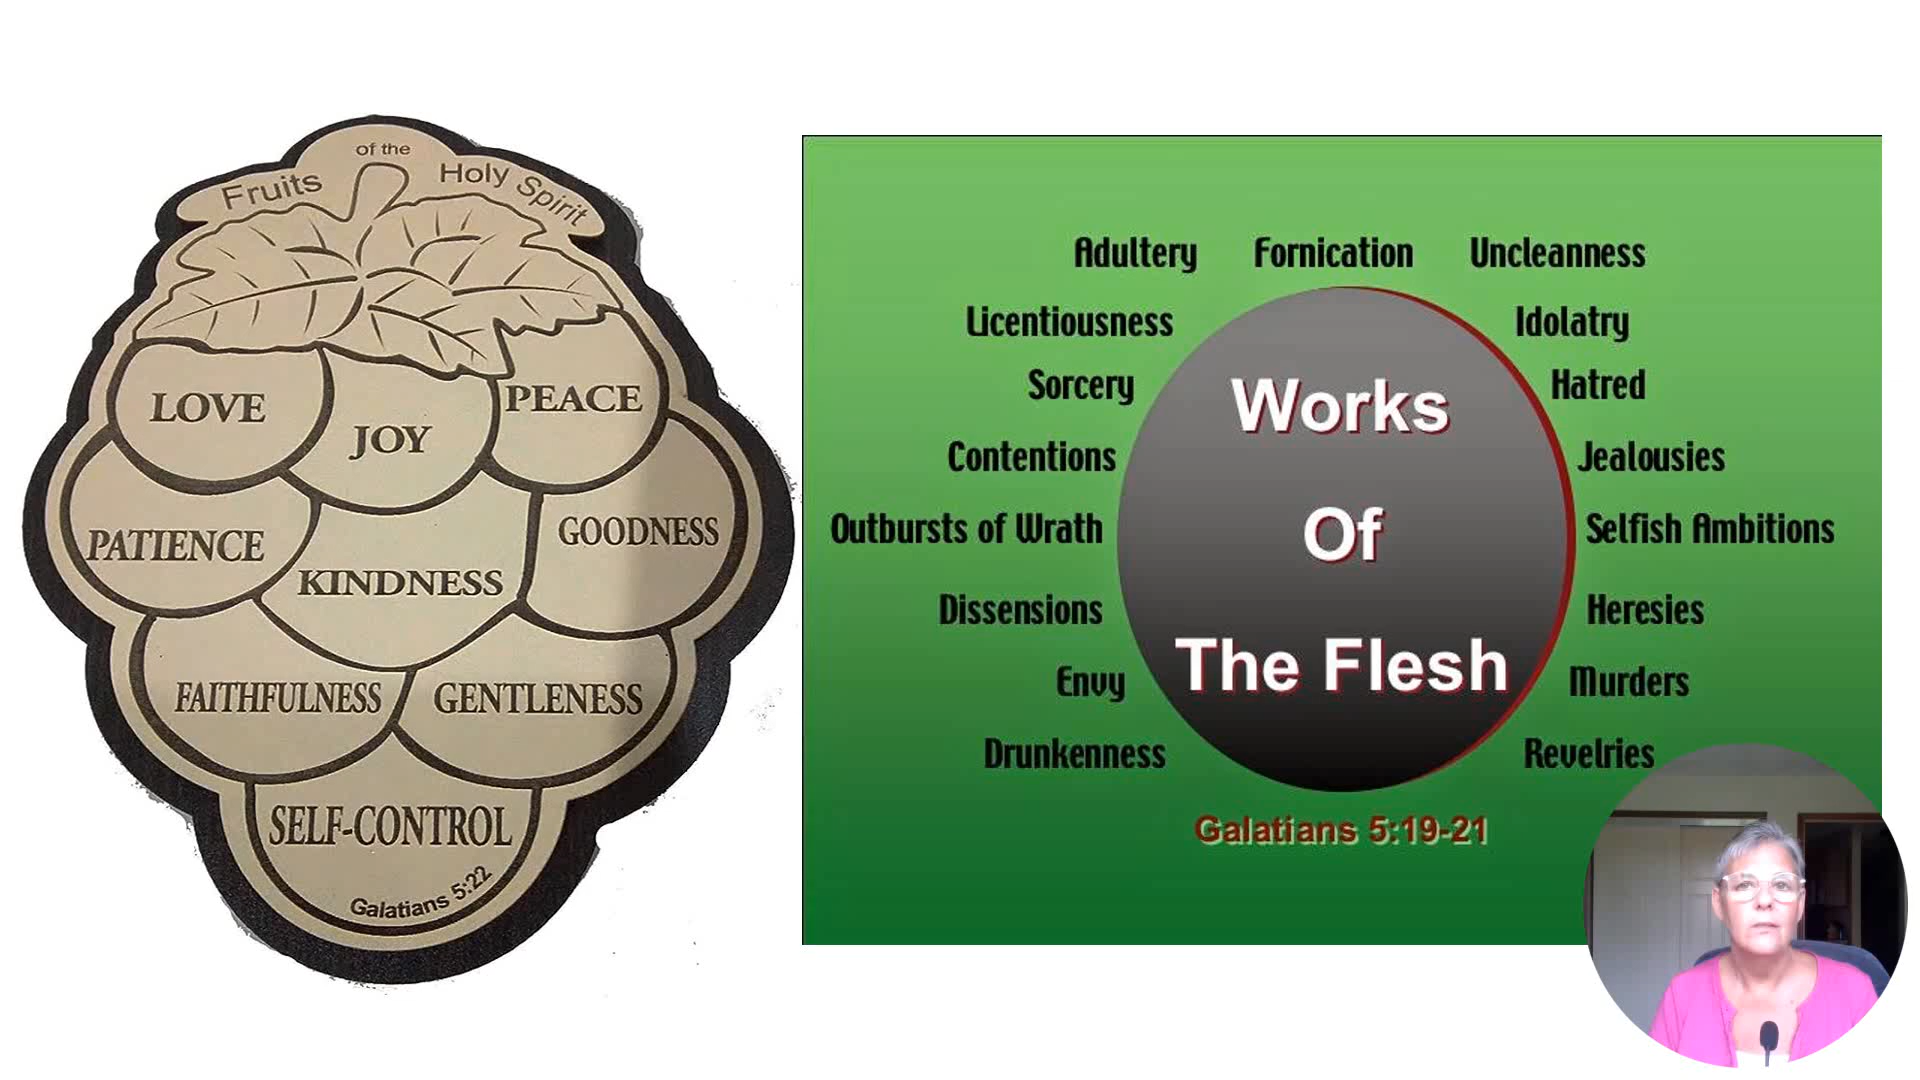 Fruits of the Holy Spirit
LOVE
JOY
PEACE
PATIENCE
KINDNESS
GOODNESS
FAITHFULNESS
GENTLENESS
SELF-CONTROL
Galatians 5:22
Adultery Fornication Uncleanness
Licentiousness Idolatry
Sorcery Hatred
Contentions Jealousies
Outbursts of Wrath Selfish Ambitions
Dissensions Heresies
Envy Murders
Drunkenness Revelries
Works
Of
The Flesh
Galatians 5:19-21